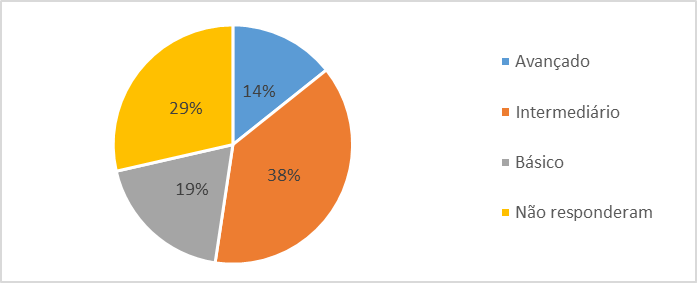 14%
38%
19%
29%
Avançado
Intermediário
Básico
Não responderam